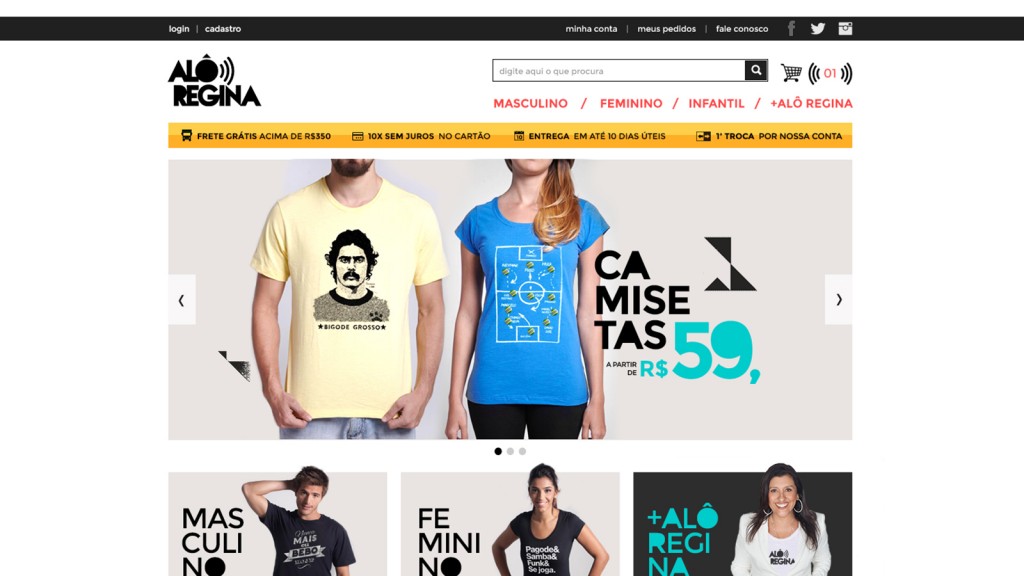 login | cadastro
minha conta | meus pedidos | fale conosco
ALÔ
REGINA
digite aqui o que procura
01
MASCULINO / FEMININO / INFANTIL / +ALÔ REGINA
FRETE GRÁTIS ACIMA DE R$350
10X SEM JUROS NO CARTÃO
ENTREGA EM ATÉ 10 DIAS ÚTEIS
1ª TROCA POR NOSSA CONTA
★BIGODE GROSSO★
CA
MISE
TAS
A PARTIR
DE
R$ 59,
MAS
CULI
NO
MAIS
BEBO
FE
MINI
NO
Pagode&
Samba&
Funk&
Se joga.
+ALÔ
REGI
NA
ALÔ
REGINA